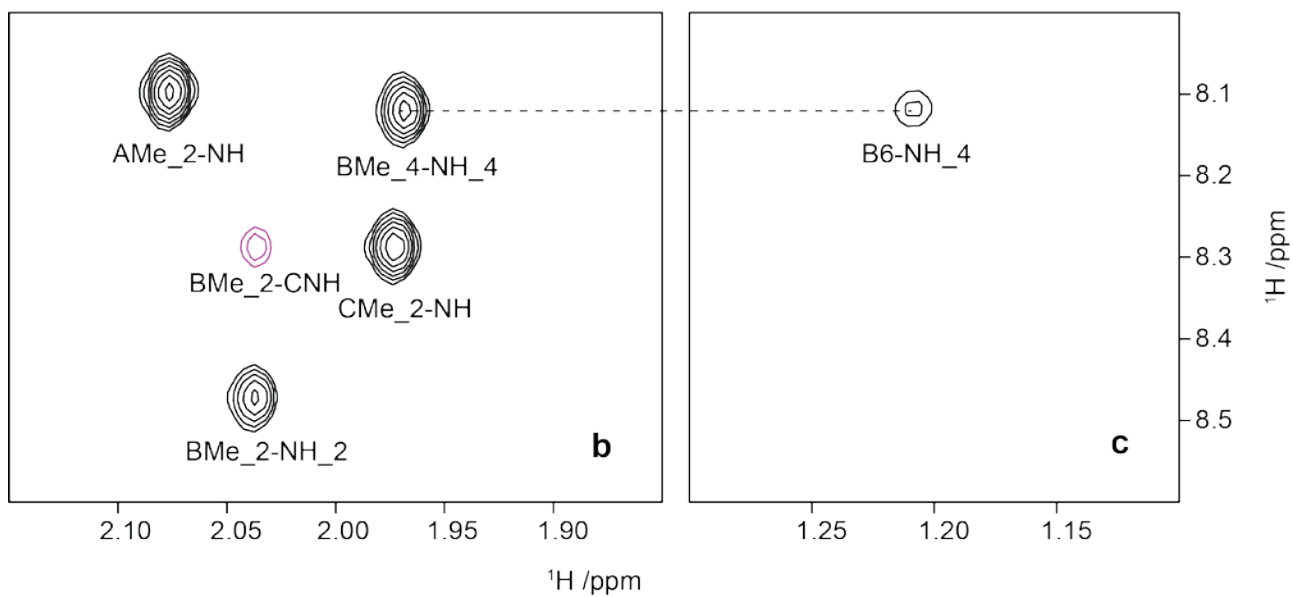 8.1
AMe_2-NH
B6-NH_4
BMe_4-NH_4
8.2
¹H /ppm
8.3
BMe_2-CNH
CMe_2-NH
8.4
8.5
BMe_2-NH_2
b
c
2.10 2.05 2.00 1.95 1.90
1.25 1.20 1.15
¹H /ppm